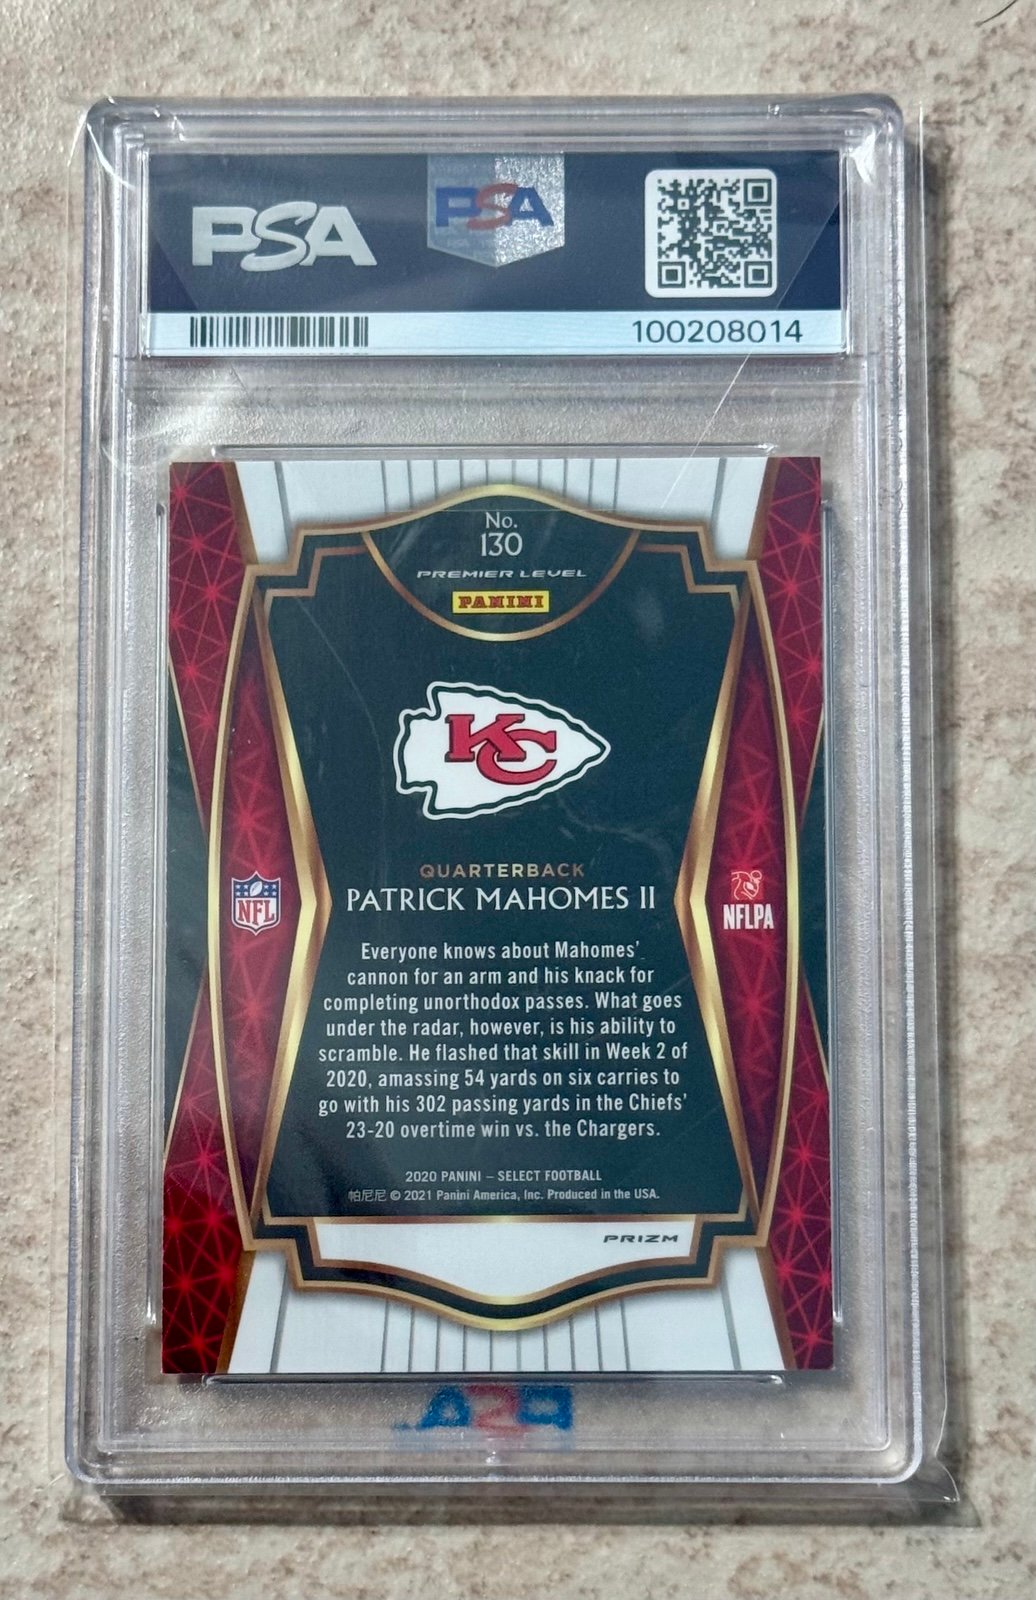 PSA
PSA
100208014
No.
130
PREMIER LEVEL
PANINI
KC
QUARTERBACK
PATRICK MAHOMES II
NFL
NFLPA
Everyone knows about Mahomes'
cannon for an arm and his knack for
completing unorthodox passes. What goes
under the radar, however, is his ability to
scramble. He flashed that skill in Week 2 of
2020, amassing 54 yards on six carries to
go with his 302 passing yards in the Chiefs'
23-20 overtime win vs. the Chargers.
2020 PANINI – SELECT FOOTBALL
帕尼尼 © 2021 Panini America, Inc. Produced in the USA.
PRIZM
PSA